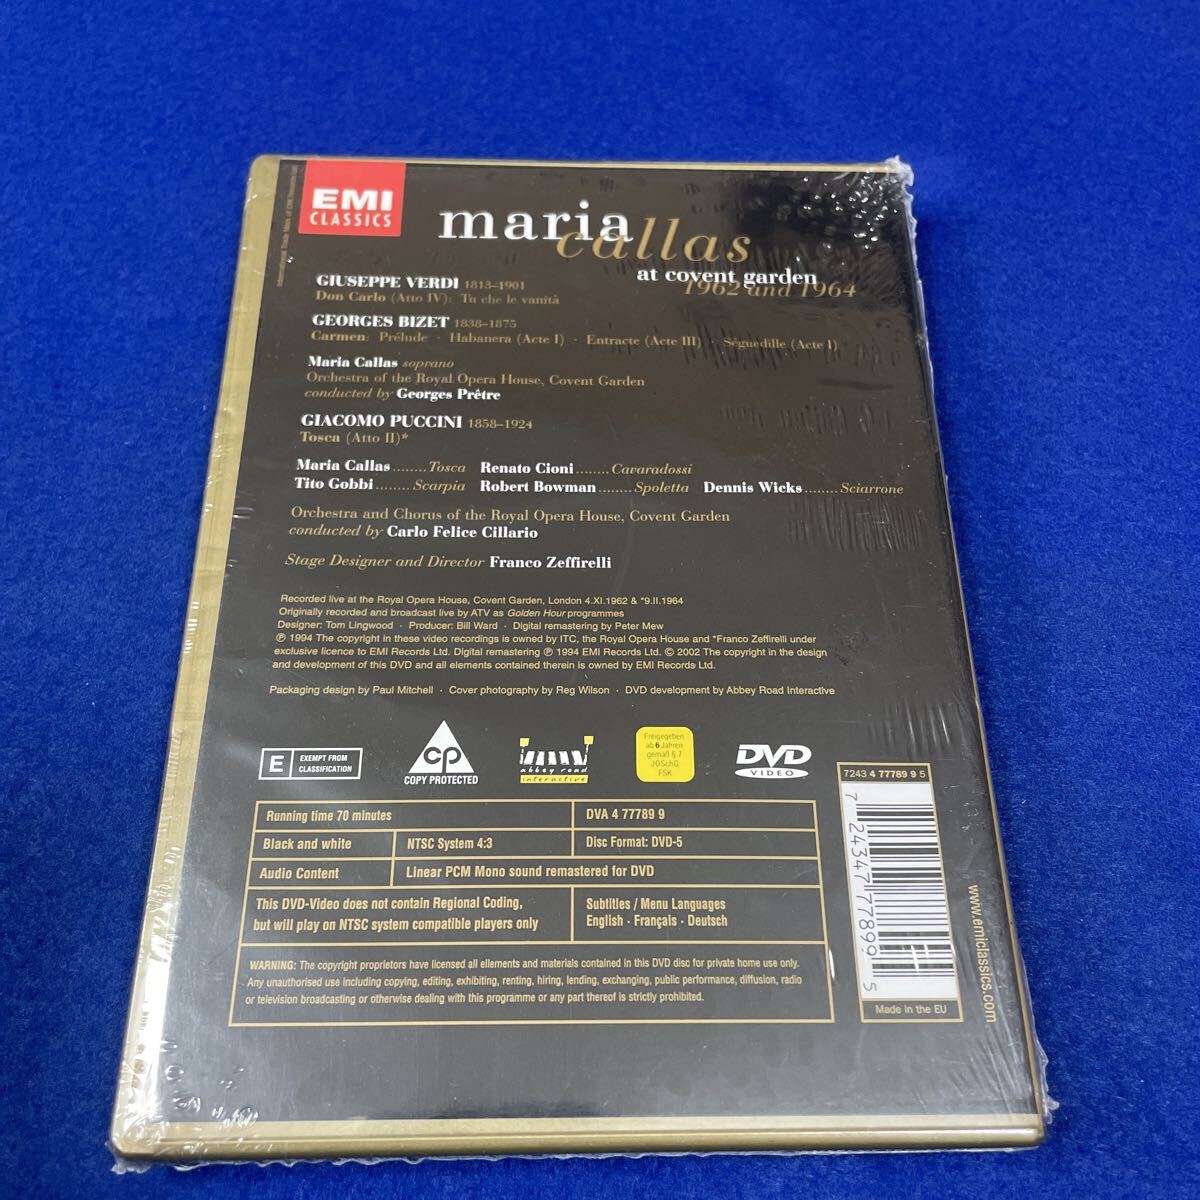 EMI
CLASSICS
maria
callas
at covent garden
1962 and 1964
GIUSEPPE VERDI 1813–1901
Don Carlo (Atto IV): Tu che le vanità
GEORGES BIZET 1838–1875
Carmen: Prélude · Habanera (Acte I) · Entracte (Acte III) · Séguedille (Acte I)
Maria Callas soprano
Orchestra of the Royal Opera House, Covent Garden
conducted by Georges Prêtre
GIACOMO PUCCINI 1858–1924
Tosca (Atto II)*
Maria Callas........Tosca Renato Cioni........Cavaradossi
Tito Gobbi........Scarpia Robert Bowman........Spoletta Dennis Wicks........Sciarrone
Orchestra and Chorus of the Royal Opera House, Covent Garden
conducted by Carlo Felice Cillario
Stage Designer and Director Franco Zeffirelli
Recorded live at the Royal Opera House, Covent Garden, London 4.XI.1962 & *9.II.1964
Originally recorded and broadcast live by ATV as Golden Hour programmes
Designer: Tom Lingwood · Producer: Bill Ward · Digital remastering by Peter Mew
℗ 1994 The copyright in these video recordings is owned by ITC, the Royal Opera House and *Franco Zeffirelli under
exclusive licence to EMI Records Ltd. Digital remastering ℗ 1994 EMI Records Ltd. © 2002 The copyright in the design
and development of this DVD and all elements contained therein is owned by EMI Records Ltd.
Packaging design by Paul Mitchell · Cover photography by Reg Wilson · DVD development by Abbey Road Interactive
E EXEMPT FROM
CLASSIFICATION
CP
COPY PROTECTED
abbey road
interactive
Freigegeben
ab 6 Jahren
gemäß § 7
JÖSchG
FSK
DVD
VIDEO
7243 4 77789 9 5
Running time 70 minutes
DVA 4 77789 9
Black and white
NTSC System 4:3
Disc Format: DVD-5
Audio Content
Linear PCM Mono sound remastered for DVD
This DVD-Video does not contain Regional Coding,
but will play on NTSC system compatible players only
Subtitles / Menu Languages
English · Français · Deutsch
WARNING: The copyright proprietors have licensed all ellements and materials contained in this DVD disc for private home use only.
Any unauthorised use including copying, editing, exhibiting, renting, hiring, lending, exchanging, public performance, diffusion, radio
or television broadcasting or otherwise dealing with this programme or any part thereof is strictly prohibited.
7 24347 77899 5
Made in the EU
www.emiclassics.com